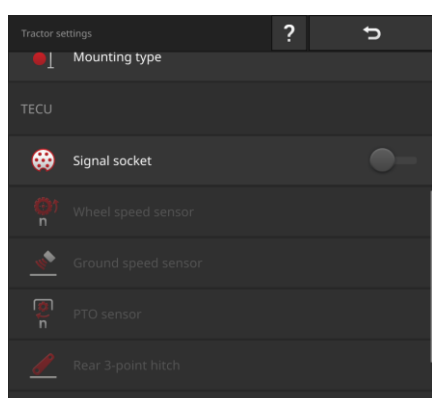 Tractor settings
?
Mounting type
TECU
Signal socket
n
Wheel speed sensor
Ground speed sensor
n
PTO sensor
Rear 3-point hitch